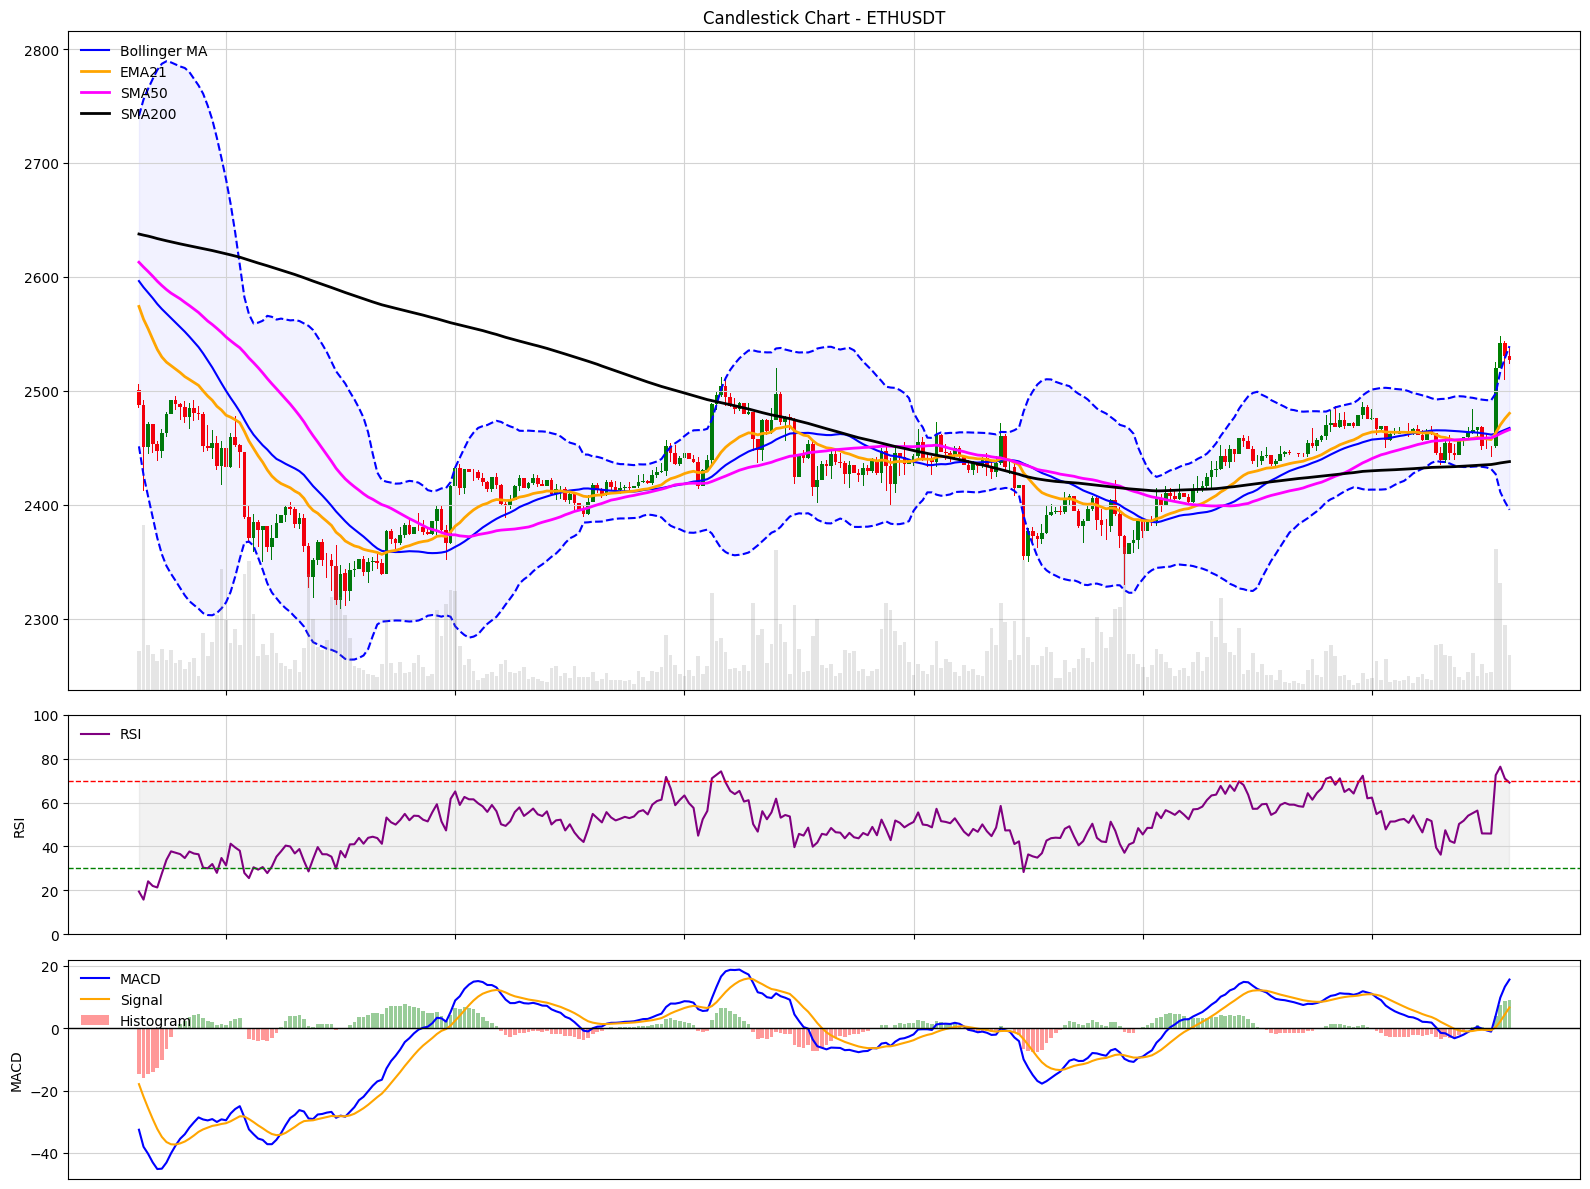 Candlestick Chart - ETHUSDT
2800
2700
2600
2500
2400
2300
Bollinger MA
EMA21
SMA50
SMA200
100
80
60
40
20
0
RSI
RSI
20
0
−20
−40
MACD
MACD
Signal
Histogram